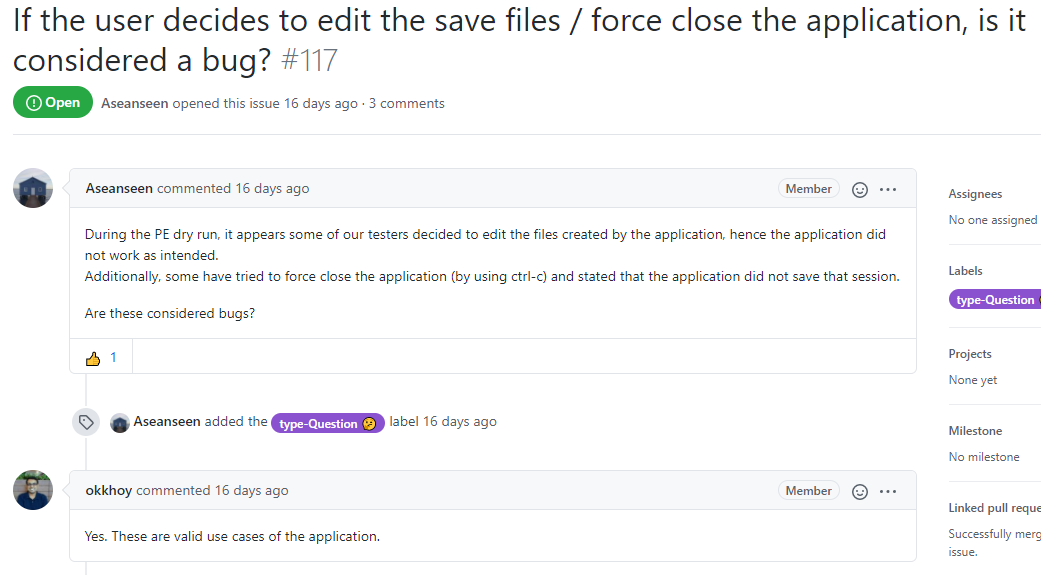 If the user decides to edit the save files / force close the application, is it
considered a bug? #117
Open Aseanseen opened this issue 16 days ago · 3 comments
Aseanseen commented 16 days ago Member
Assignees
No one assigned
During the PE dry run, it appears some of our testers decided to edit the files created by the application, hence the application did
not work as intended.
Additionally, some have tried to force close the application (by using ctrl-c) and stated that the application did not save that session.
Labels
type-Question
Are these considered bugs?
1
Projects
None yet
Aseanseen added the type-Question label 16 days ago
Milestone
No milestone
okkhoy commented 16 days ago Member
Linked pull
Yes. These are valid use cases of the application.
Successfully
issue.